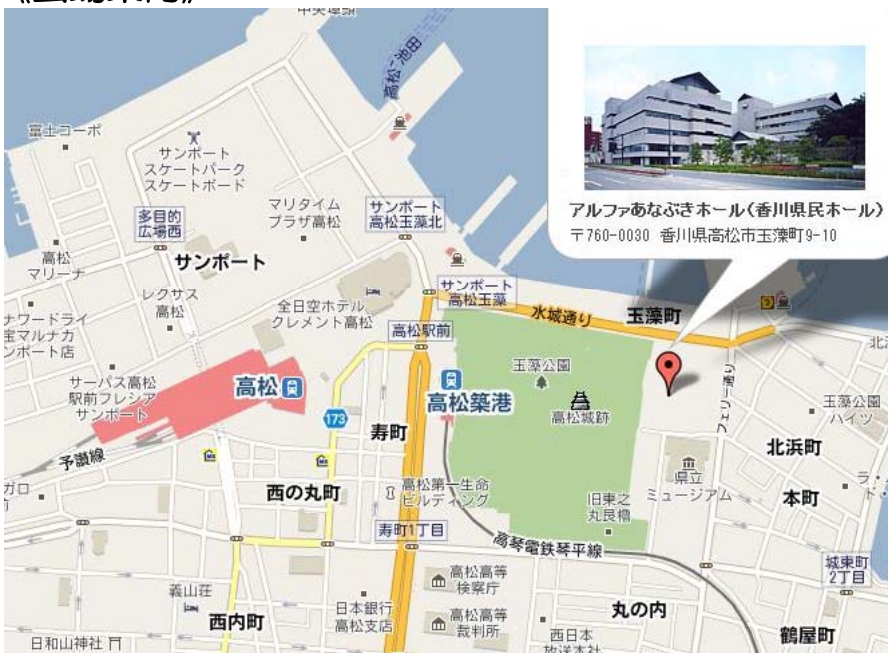 高松-池田
富士コーポ
サンポート
スケートパーク
スケートボード
マリタイム
プラザ高松
サンポート
高松玉藻北
多目的
広場西
サンポート
高松
マリーナ
レクサス
高松
全日空ホテル
クレメント高松
サンポート
高松玉藻
アルファあなぶきホール(香川県民ホール)
〒760-0030 香川県高松市玉藻町9-10
水城通り
玉藻町
3
高松駅前
玉藻公園
高松城跡
フェリー通り
サーパス高松
駅前フレシア
サンポート
高松
高松築港
173
寿町
予讃線
西の丸町
高松第一生命
ビルディング
県立
ミュージアム
旧東之
丸艮櫓
玉藻公園
ハイツ
北浜町
本町
寿町1丁目
高琴電鉄琴平線
城東町
2丁目
義山荘
西内町
日本銀行
高松支店
高松高等
検察庁
高松高等
裁判所
丸の内
西日本
放送本社
鶴屋町
日和山神社